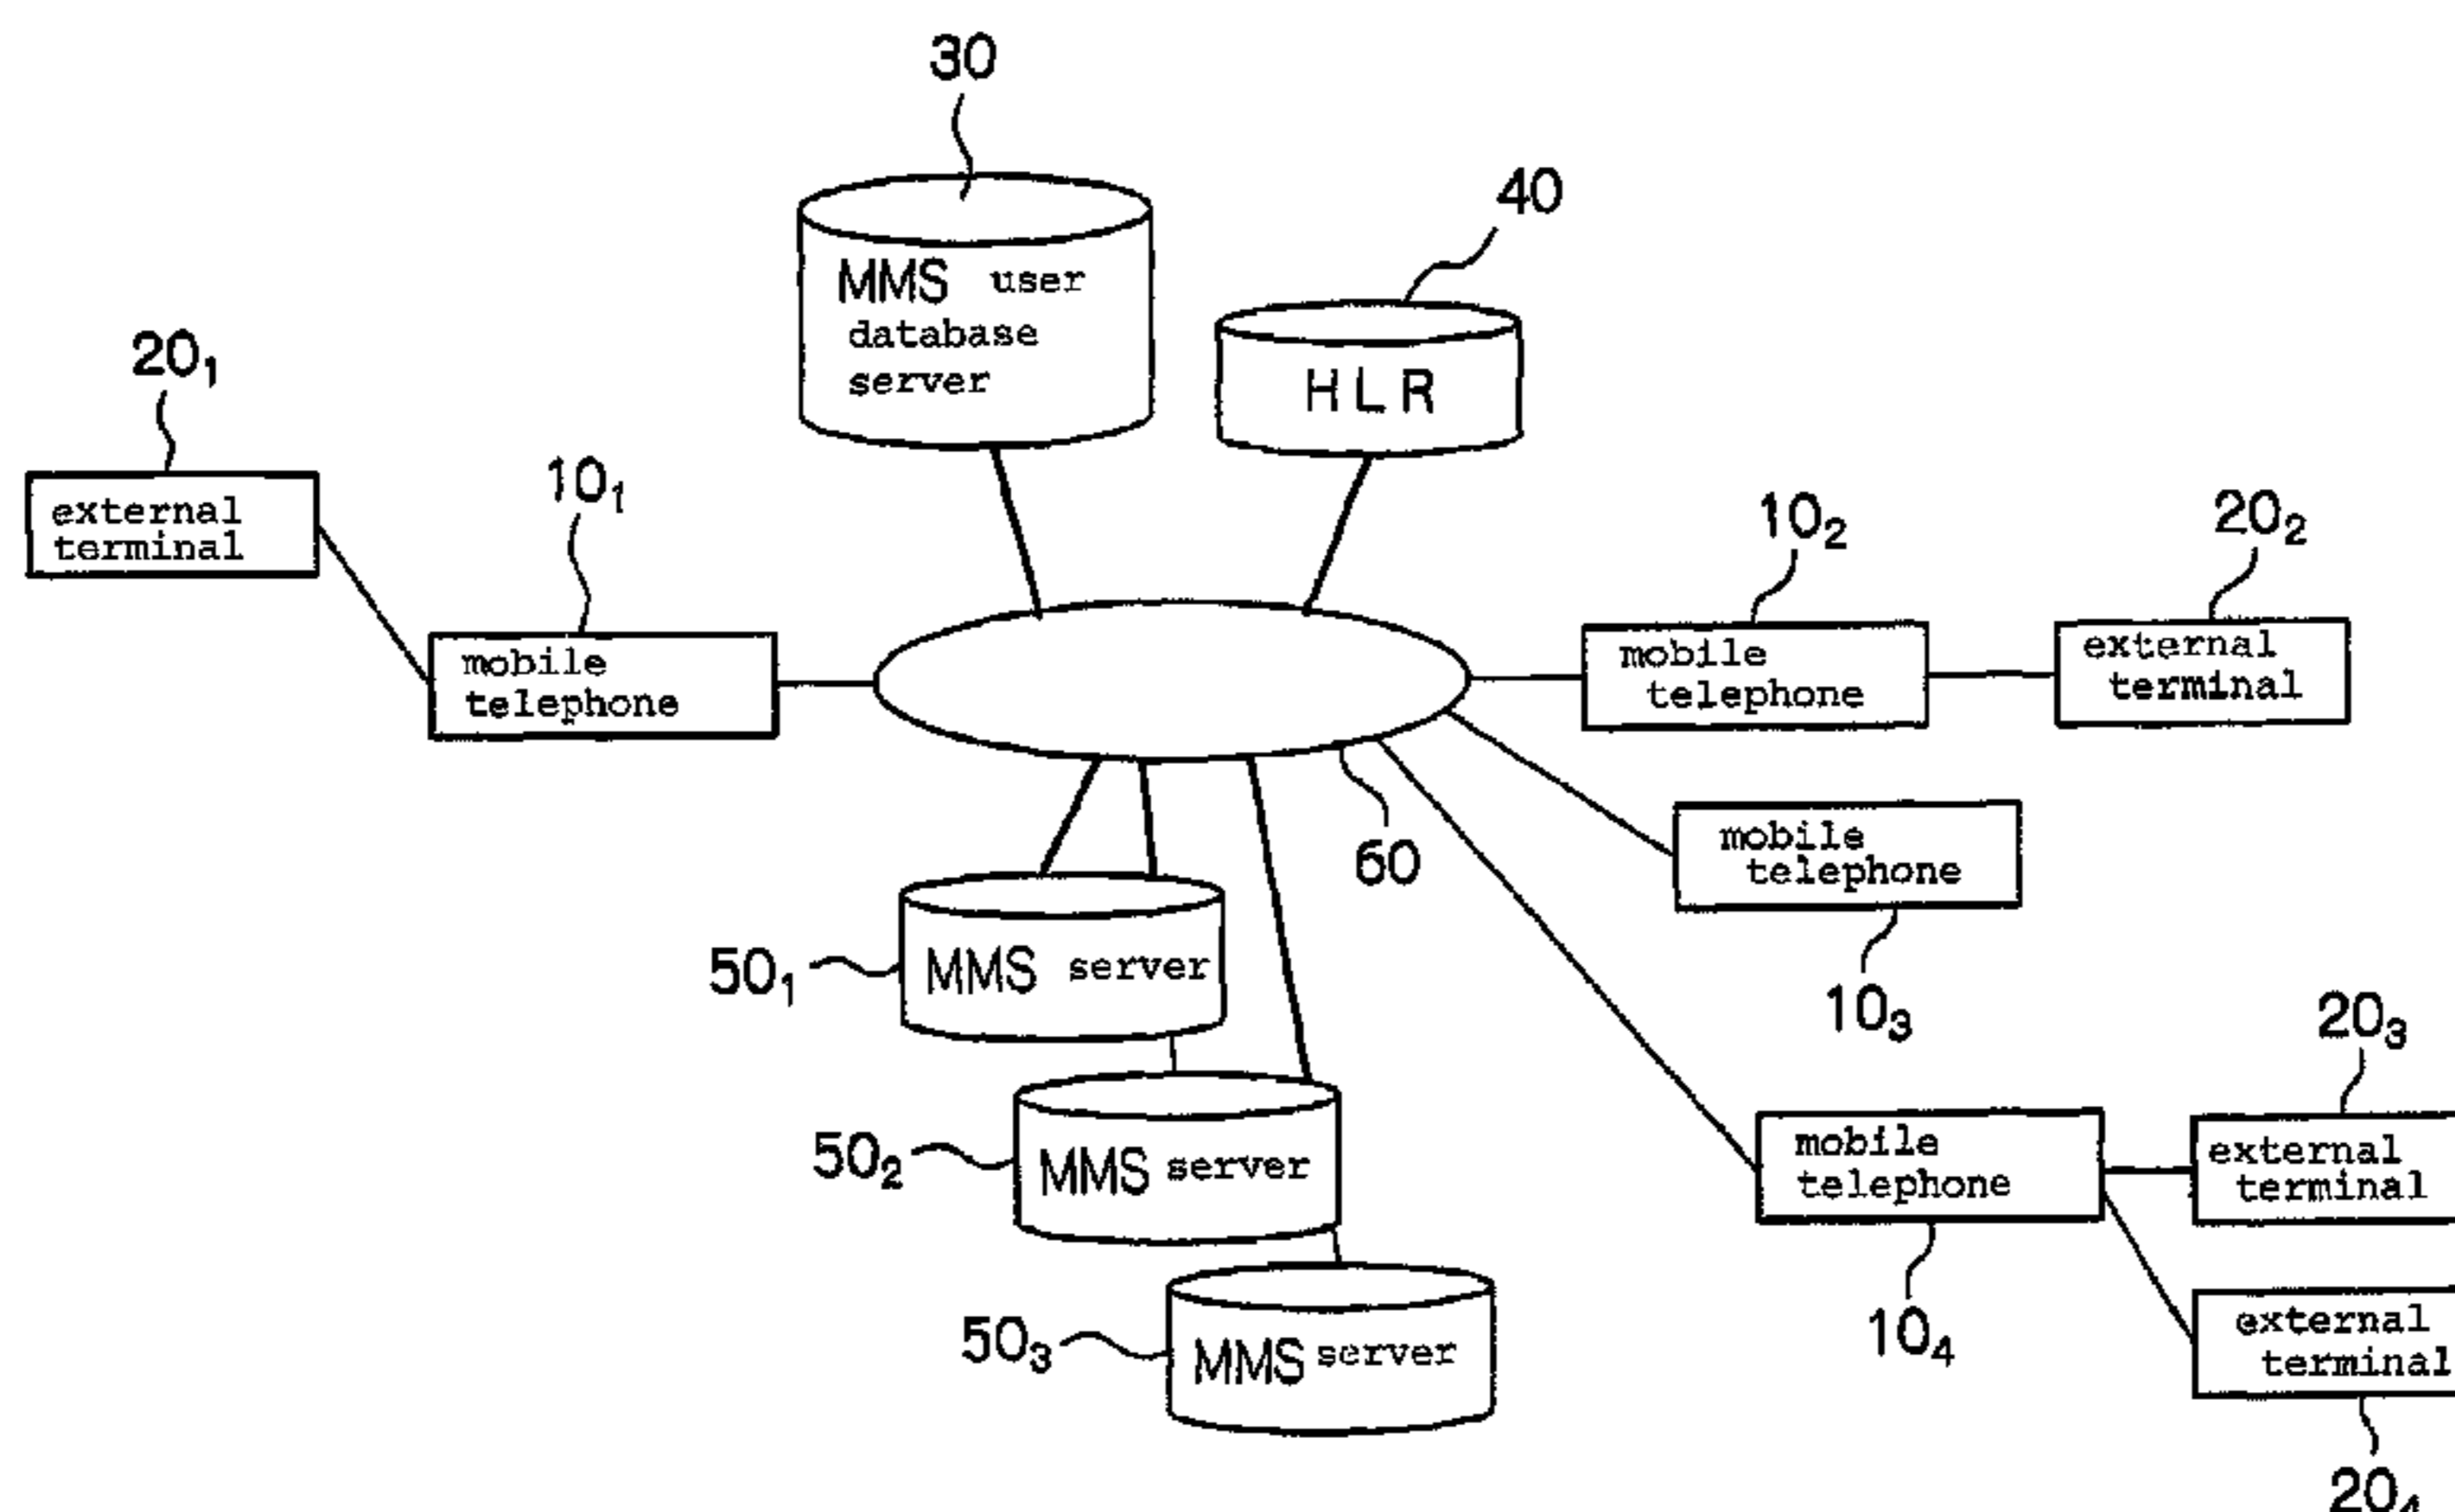 30
40
MMS user
database
server
HLR
20₁
external
terminal
10₁
mobile
telephone
10₂
mobile
telephone
20₂
external
terminal
60
mobile
telephone
10₃
50₁
MMS server
50₂
MMS server
50₃
MMS server
mobile
telephone
10₄
20₃
external
terminal
external
terminal
20₄